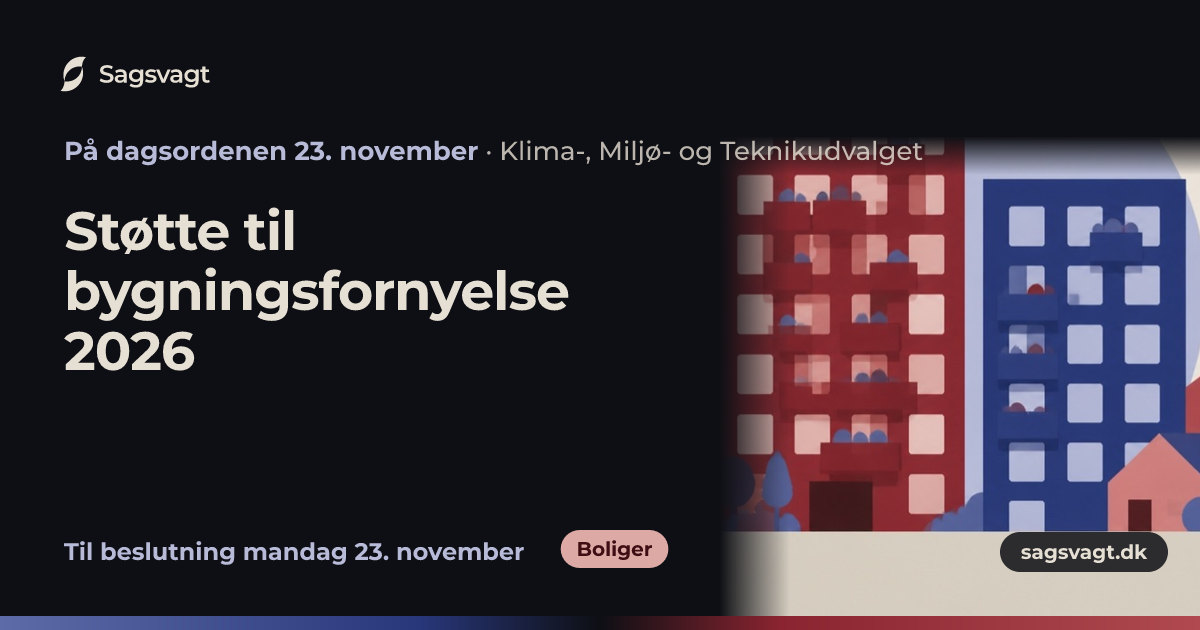 Sagsvagt
På dagsordenen 23. november · Klima-, Miljø- og Teknikudvalget
Støtte til
bygningsfornyelse
2026
Til beslutning mandag 23. november
Boliger
sagsvagt.dk